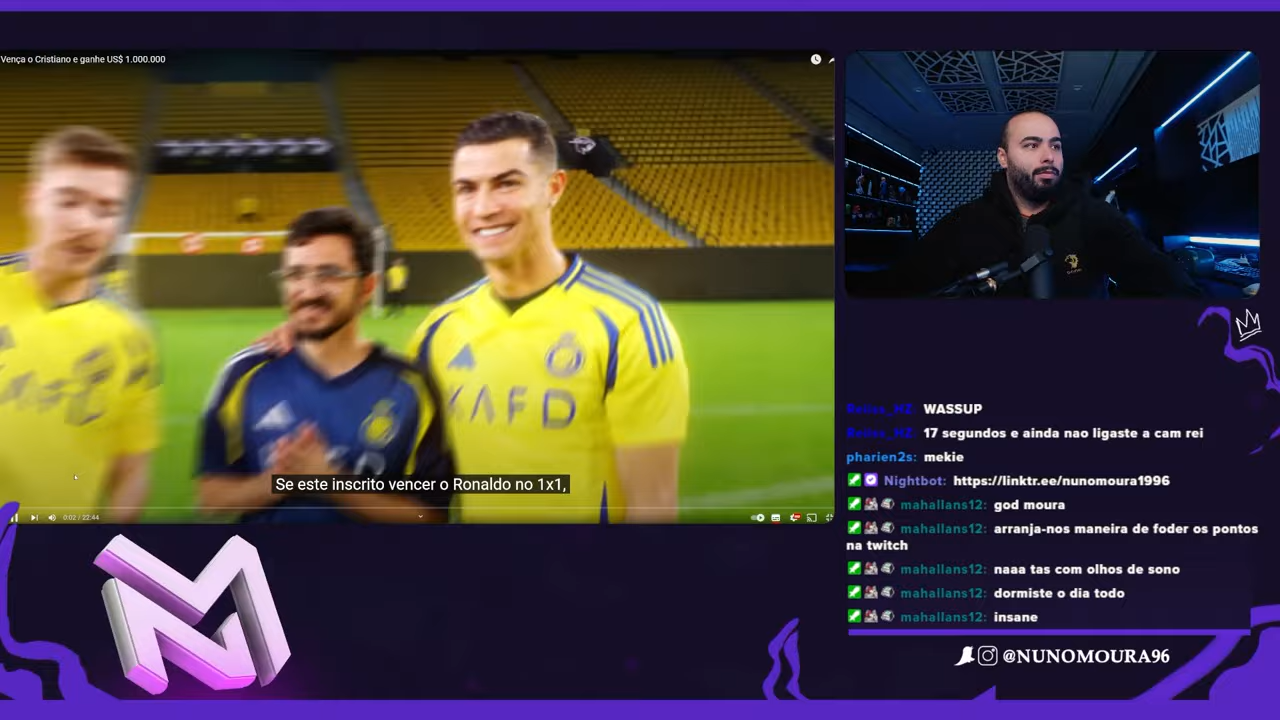 Vença o Cristiano e ganhe US$ 1.000.000
KAFD
Se este inscrito vencer o Ronaldo no 1x1,
0:02 / 22:44
WASSUP
17 segundos e ainda nao ligaste a cam rei
pharien2s: mekie
Nightbot: https://linktr.ee/nunomoura1996
mahallans12: god moura
mahallans12: arranja-nos maneira de foder os pontos
na twitch
mahallans12: naaa tas com olhos de sono
mahallans12: dormiste o dia todo
mahallans12: insane
@NUNOMOURA96